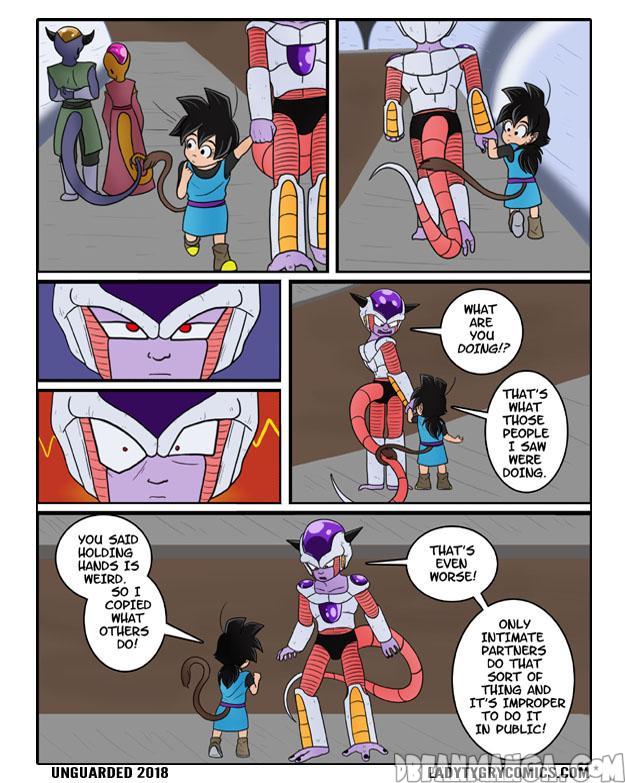 WHAT
ARE
YOU
DOING!?
THAT'S
WHAT
THOSE
PEOPLE
I SAW
WERE
DOING.
YOU SAID
HOLDING
HANDS IS
WEIRD.
SO I
COPIED
WHAT
OTHERS
DO!
THAT'S
EVEN
WORSE!
ONLY
INTIMATE
PARTNERS
DO THAT
SORT OF
THING AND
IT'S IMPROPER
TO DO IT
IN PUBLIC!
UNGUARDED 2018
LADYTYGRYCOMICS.COM
DBFANMANGA.COM